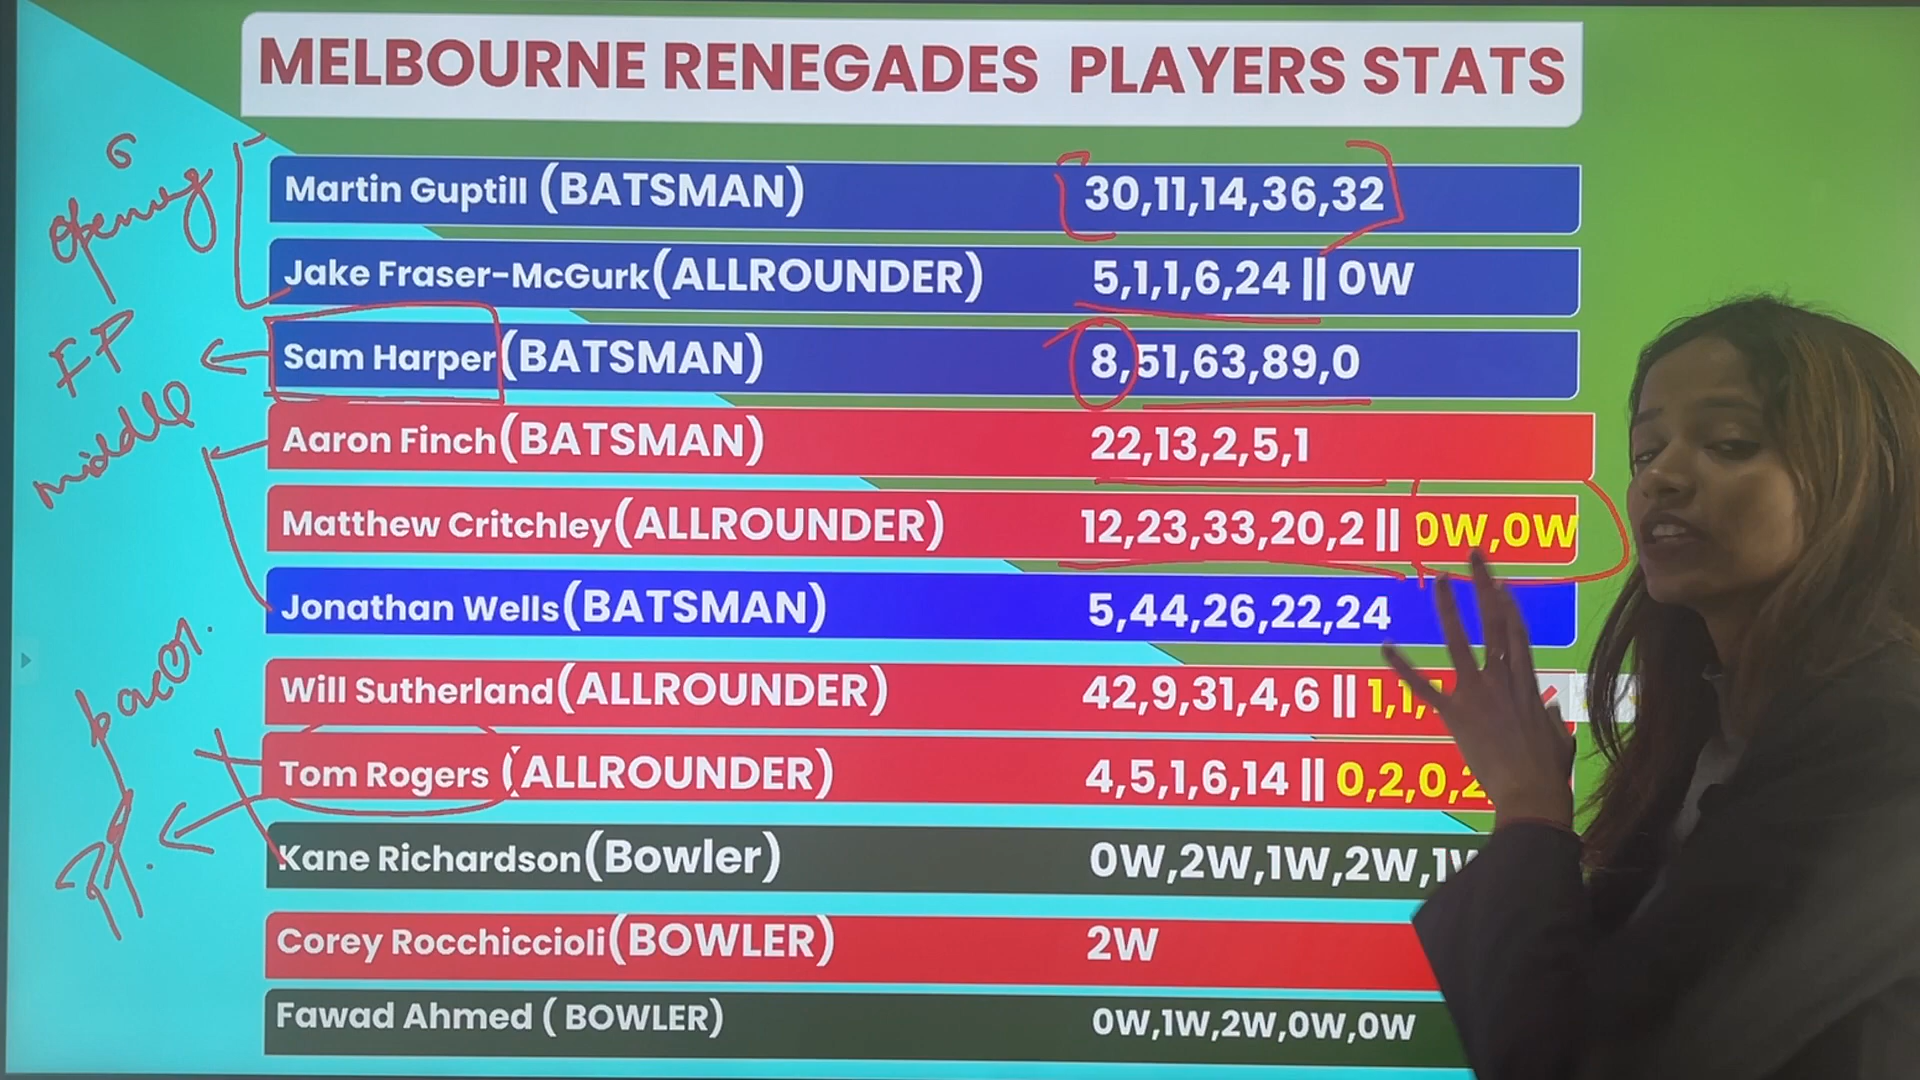 MELBOURNE RENEGADES PLAYERS STATS
6
opening
Martin Guptill (BATSMAN) 30,11,14,36,32
Jake Fraser-McGurk(ALLROUNDER) 5,1,1,6,24 || 0W
Sam Harper(BATSMAN) 8,51,63,89,0
middle
Aaron Finch(BATSMAN) 22,13,2,5,1
Matthew Critchley(ALLROUNDER) 12,23,33,20,2 || 0W,0W
Jonathan Wells(BATSMAN) 5,44,26,22,24
Will Sutherland(ALLROUNDER) 42,9,31,4,6 || 1,1,
Tom Rogers (ALLROUNDER) 4,5,1,6,14 || 0,2,0,2
Kane Richardson(Bowler) 0W,2W,1W,2W,1W
Corey Rocchiccioli(BOWLER) 2W
Fawad Ahmed ( BOWLER) 0W,1W,2W,0W,0W